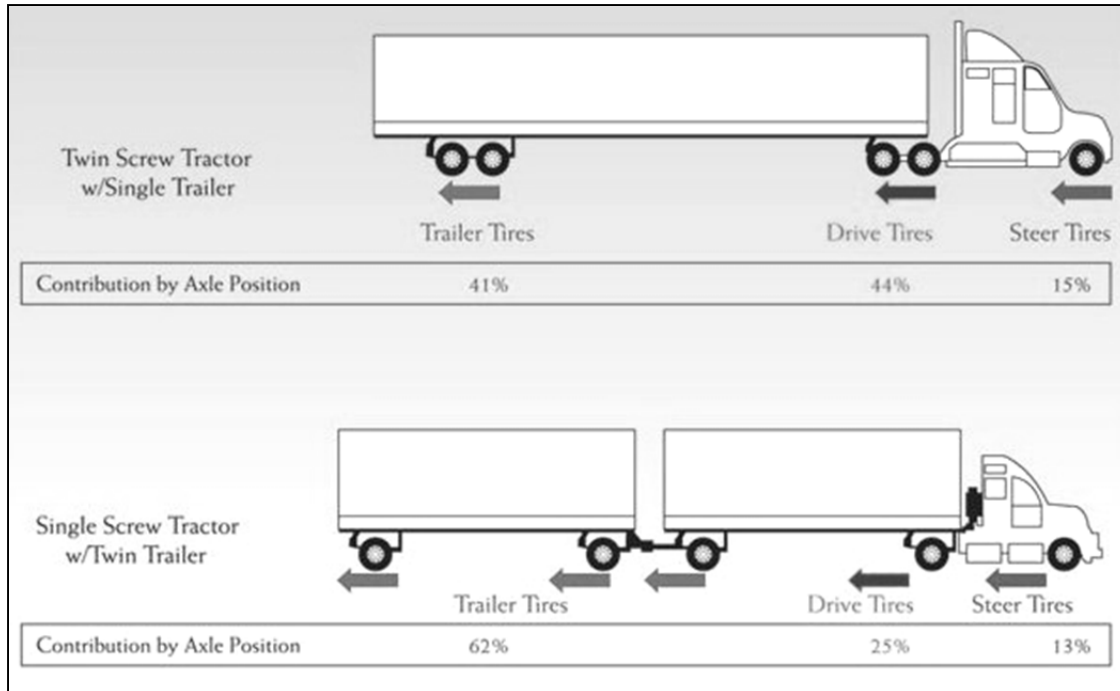 Twin Screw Tractor
w/Single Trailer
Trailer Tires Drive Tires Steer Tires
Contribution by Axle Position 41% 44% 15%
Single Screw Tractor
w/Twin Trailer
Trailer Tires Drive Tires Steer Tires
Contribution by Axle Position 62% 25% 13%